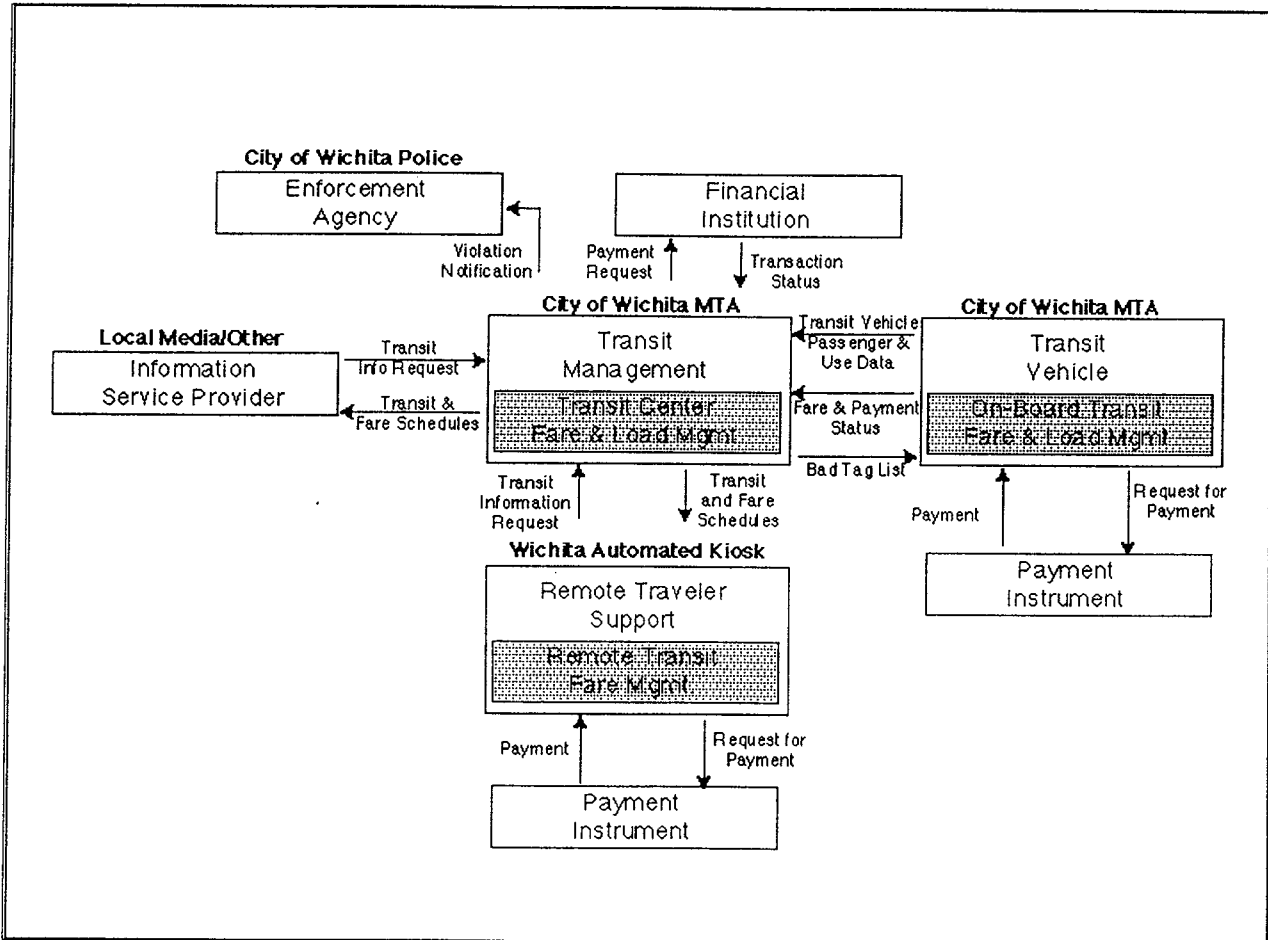 City of Wichita Police
Enforcement
Agency
Financial
Institution
Violation
Notification
Payment
Request
Transaction
Status
City of Wichita MTA
Transit
Management
Transit Center
Fare & Load Mgmt
City of Wichita MTA
Transit
Vehicle
On-Board Transit
Fare & Load Mgmt
Transit Vehicle
Passenger &
Use Data
Fare & Payment
Status
Bad Tag List
Local Media/Other
Information
Service Provider
Transit
Info Request
Transit &
Fare Schedules
Transit
Information
Request
Transit
and Fare
Schedules
Payment
Request for
Payment
Payment
Instrument
Wichita Automated Kiosk
Remote Traveler
Support
Remote Transit
Fare Mgmt.
Payment
Request for
Payment
Payment
Instrument